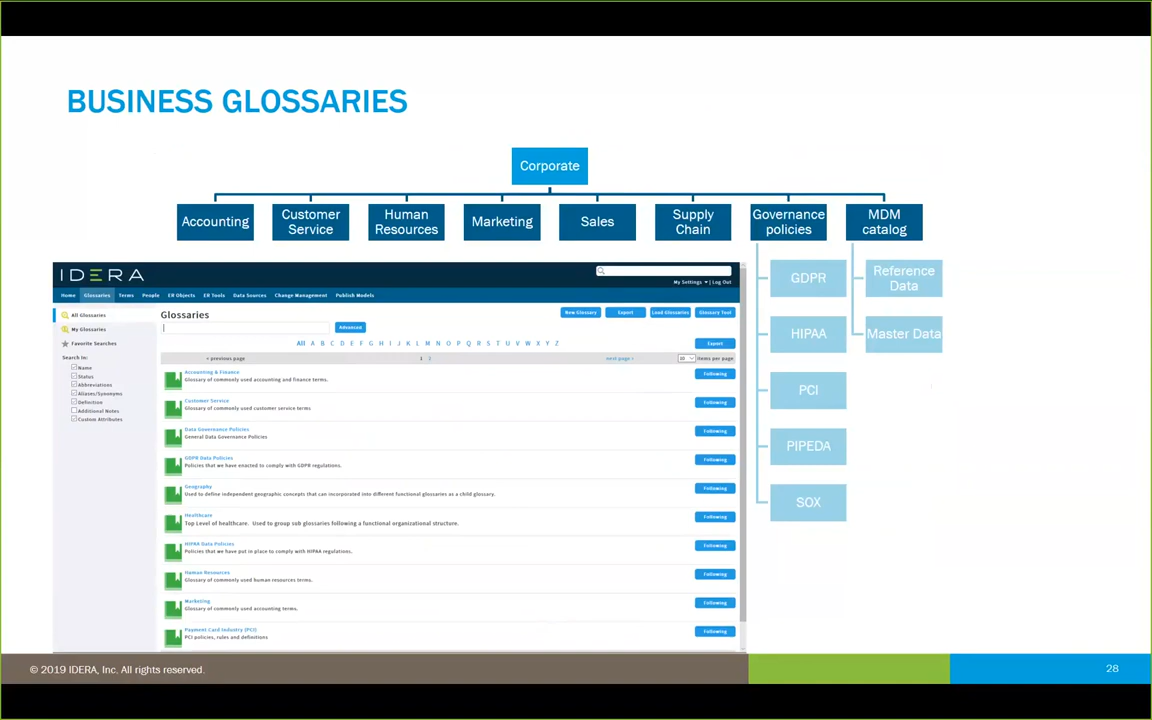 BUSINESS GLOSSARIES
Corporate
Accounting
Customer
Service
Human
Resources
Marketing
Sales
Supply
Chain
Governance
policies
MDM
catalog
GDPR
HIPAA
PCI
PIPEDA
SOX
Reference
Data
Master Data
IDERA
My Settings | Log Out
Home Glossaries Terms People ER Objects ER Tools Data Sources Change Management Publish Models
All Glossaries
My Glossaries
Favorite Searches
Search In:
Name
Status
Abbreviations
Aliases/Synonyms
Definition
Additional Notes
Custom Attributes
Glossaries
New Glossary Export Load Glossaries Glossary Tool
Advanced
All A B C D E F G H I J K L M N O P Q R S T U V W X Y Z
Export
< previous page 1 2 next page > 10 items per page
Accounting & Finance
Glossary of commonly used accounting and finance terms.
Following
Customer Service
Glossary of commonly used customer service terms
Following
Data Governance Policies
General Data Governance Policies
Following
GDPR Data Policies
Policies that we have enacted to comply with GDPR regulations.
Following
Geography
Used to define independent geographic concepts that can incorporated into different functional glossaries as a child glossary.
Following
Healthcare
Top Level of healthcare. Used to group sub glossaries following a functional organizational structure.
Following
HIPAA Data Policies
Policies that we have put in place to comply with HIPAA regulations.
Following
Human Resources
Glossary of commonly used human resources terms.
Following
Marketing
Glossary of commonly used accounting terms.
Following
Payment Card Industry (PCI)
PCI policies, rules and definitions
Following
© 2019 IDERA, Inc. All rights reserved.
28